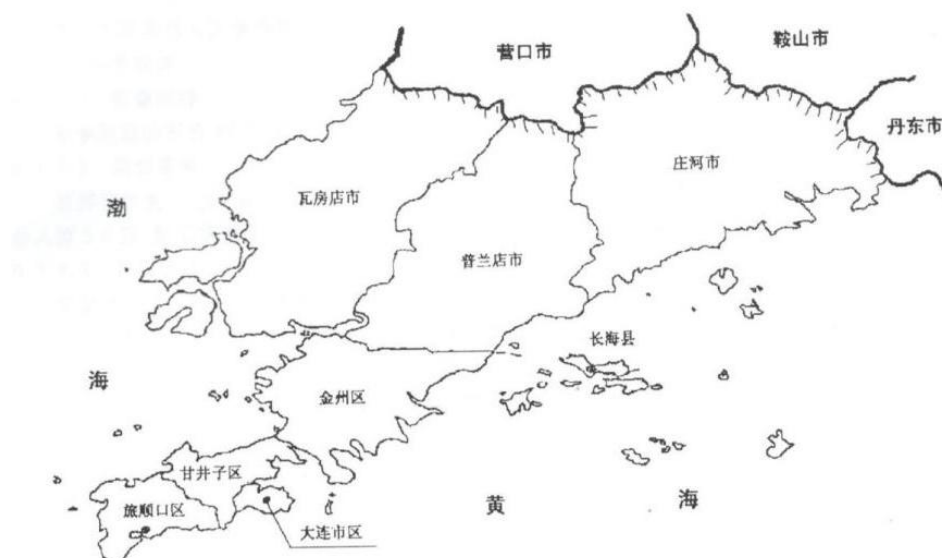 营口市
鞍山市
丹东市
庄河市
瓦房店市
渤
普兰店市
长海县
海
金州区
甘井子区
旅顺口区
黄
海
大连市区